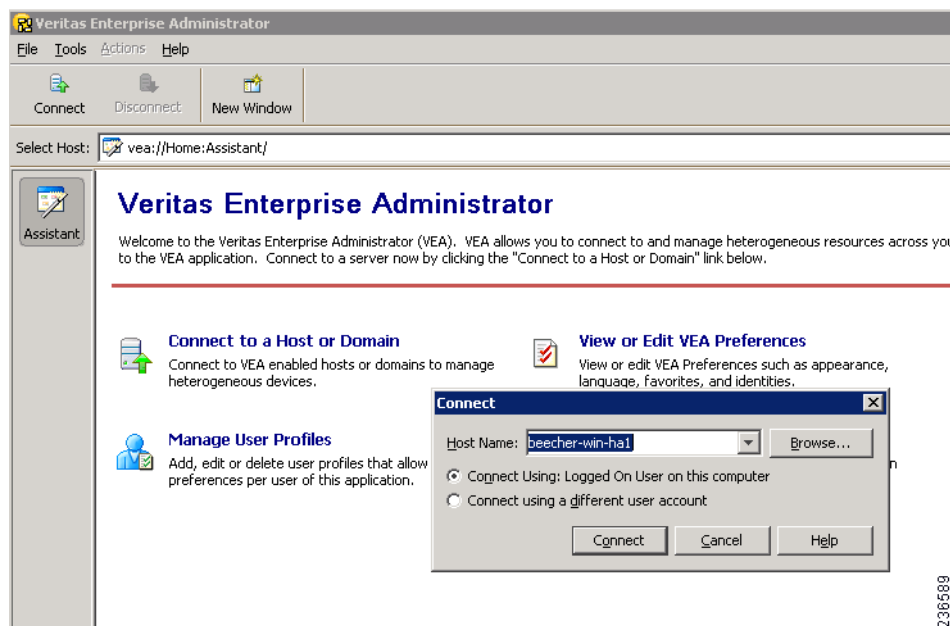 Veritas Enterprise Administrator
File Tools Actions Help
Connect Disconnect New Window
Select Host: vea://Home:Assistant/
Assistant
Veritas Enterprise Administrator
Welcome to the Veritas Enterprise Administrator (VEA). VEA allows you to connect to and manage heterogeneous resources across you
to the VEA application. Connect to a server now by clicking the "Connect to a Host or Domain" link below.
Connect to a Host or Domain
Connect to VEA enabled hosts or domains to manage
heterogeneous devices.
View or Edit VEA Preferences
View or edit VEA Preferences such as appearance,
language, favorites, and identities.
Manage User Profiles
Add, edit or delete user profiles that allow
preferences per user of this application.
n
Connect
Host Name: beecher-win-ha1 Browse...
Connect Using: Logged On User on this computer
Connect using a different user account
Connect Cancel Help
236589